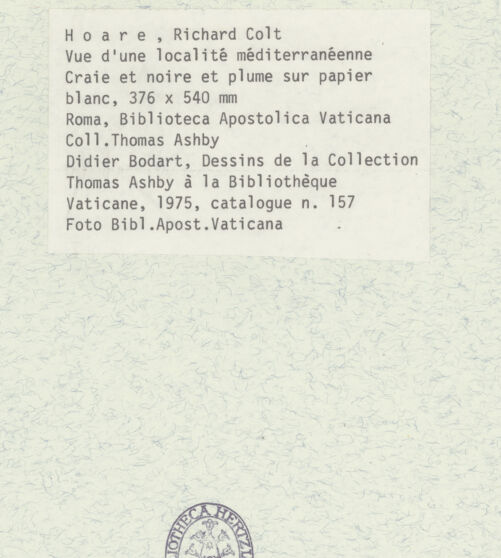 H o a r e , Richard Colt
Vue d'une localité méditerranéenne
Craie et noire et plume sur papier
blanc, 376 x 540 mm
Roma, Biblioteca Apostolica Vaticana
Coll.Thomas Ashby
Didier Bodart, Dessins de la Collection
Thomas Ashby à la Bibliothèque
Vaticane, 1975, catalogue n. 157
Foto Bibl.Apost.Vaticana